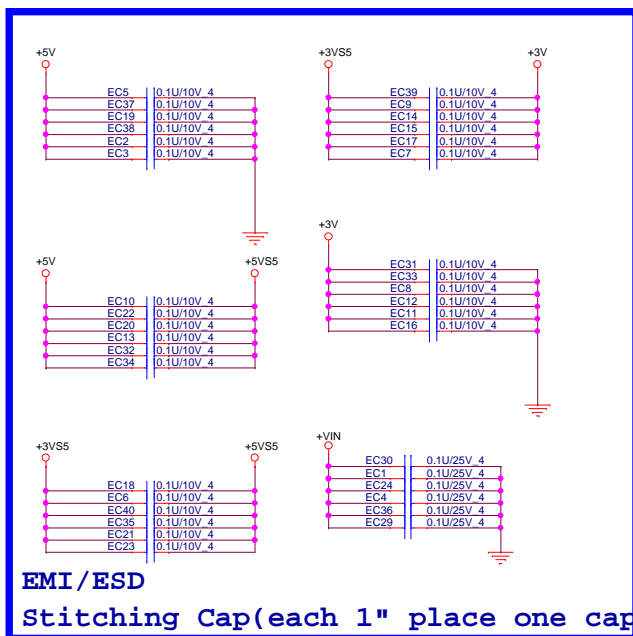 +5V
EC5 0.1U/10V_4
EC37 0.1U/10V_4
EC19 0.1U/10V_4
EC38 0.1U/10V_4
EC2 0.1U/10V_4
EC3 0.1U/10V_4
+3VS5 +3V
EC39 0.1U/10V_4
EC9 0.1U/10V_4
EC14 0.1U/10V_4
EC15 0.1U/10V_4
EC17 0.1U/10V_4
EC7 0.1U/10V_4
+5V +5VS5
EC10 0.1U/10V_4
EC22 0.1U/10V_4
EC20 0.1U/10V_4
EC13 0.1U/10V_4
EC32 0.1U/10V_4
EC34 0.1U/10V_4
+3V
EC31 0.1U/10V_4
EC33 0.1U/10V_4
EC8 0.1U/10V_4
EC12 0.1U/10V_4
EC11 0.1U/10V_4
EC16 0.1U/10V_4
+3VS5 +5VS5
EC18 0.1U/10V_4
EC6 0.1U/10V_4
EC40 0.1U/10V_4
EC35 0.1U/10V_4
EC21 0.1U/10V_4
EC23 0.1U/10V_4
+VIN
EC30 0.1U/25V_4
EC1 0.1U/25V_4
EC24 0.1U/25V_4
EC4 0.1U/25V_4
EC36 0.1U/25V_4
EC29 0.1U/25V_4
EMI/ESD
Stitching Cap(each 1" place one cap